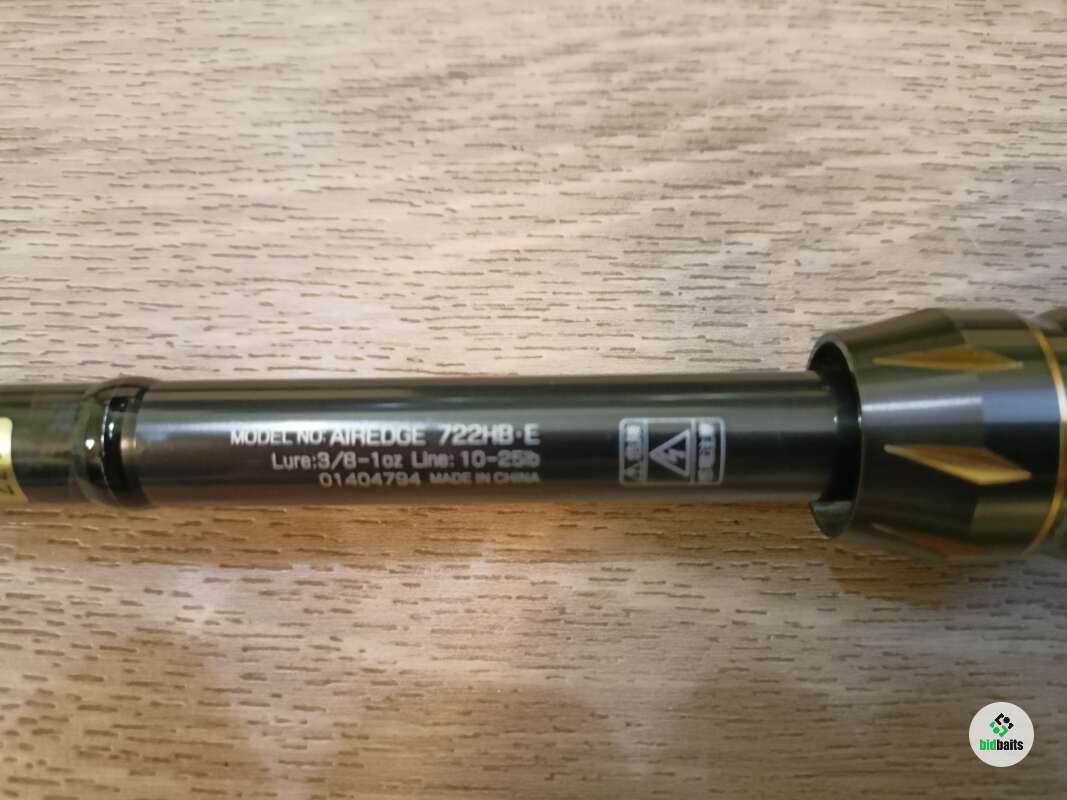 MODEL NO. AIREDGE 722HB・E
Lure:3/8-1oz Line:10-25lb
01404794 MADE IN CHINA
bidbaits